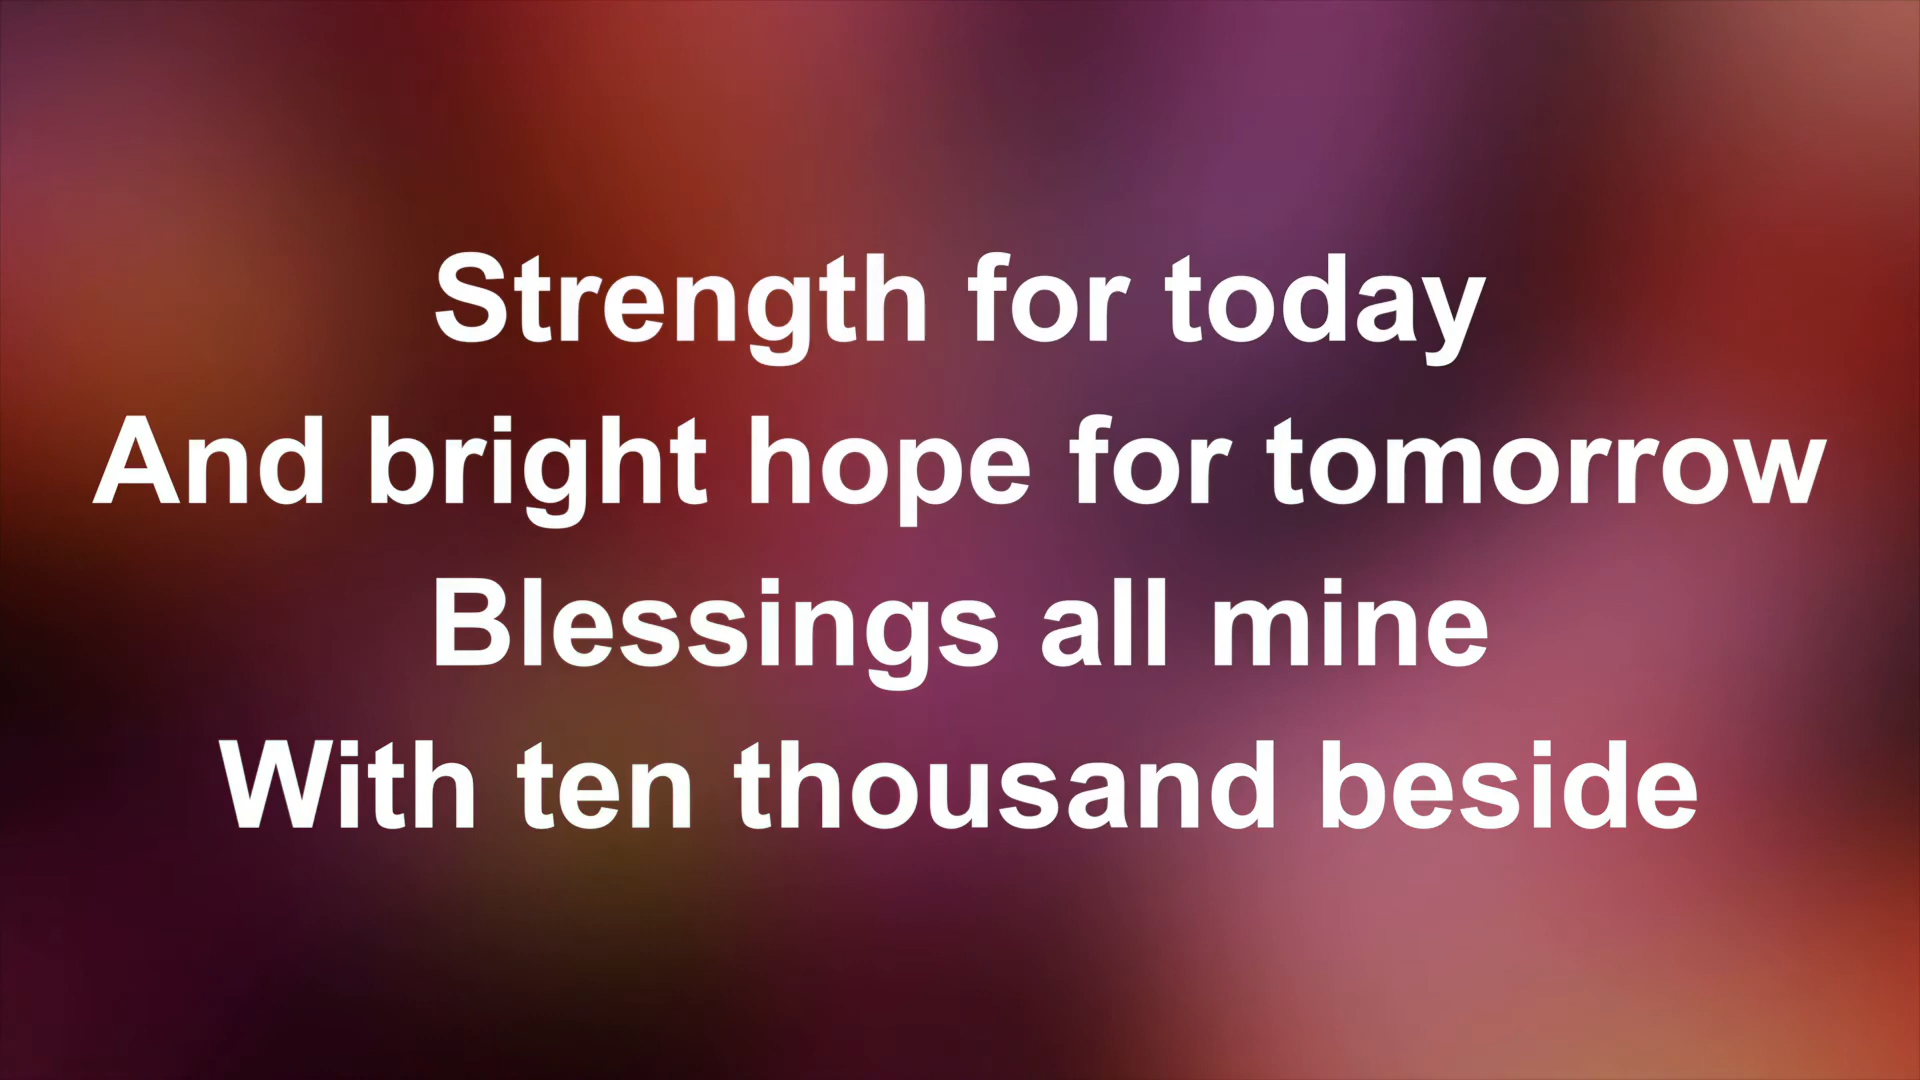 Strength for today
And bright hope for tomorrow
Blessings all mine
With ten thousand beside